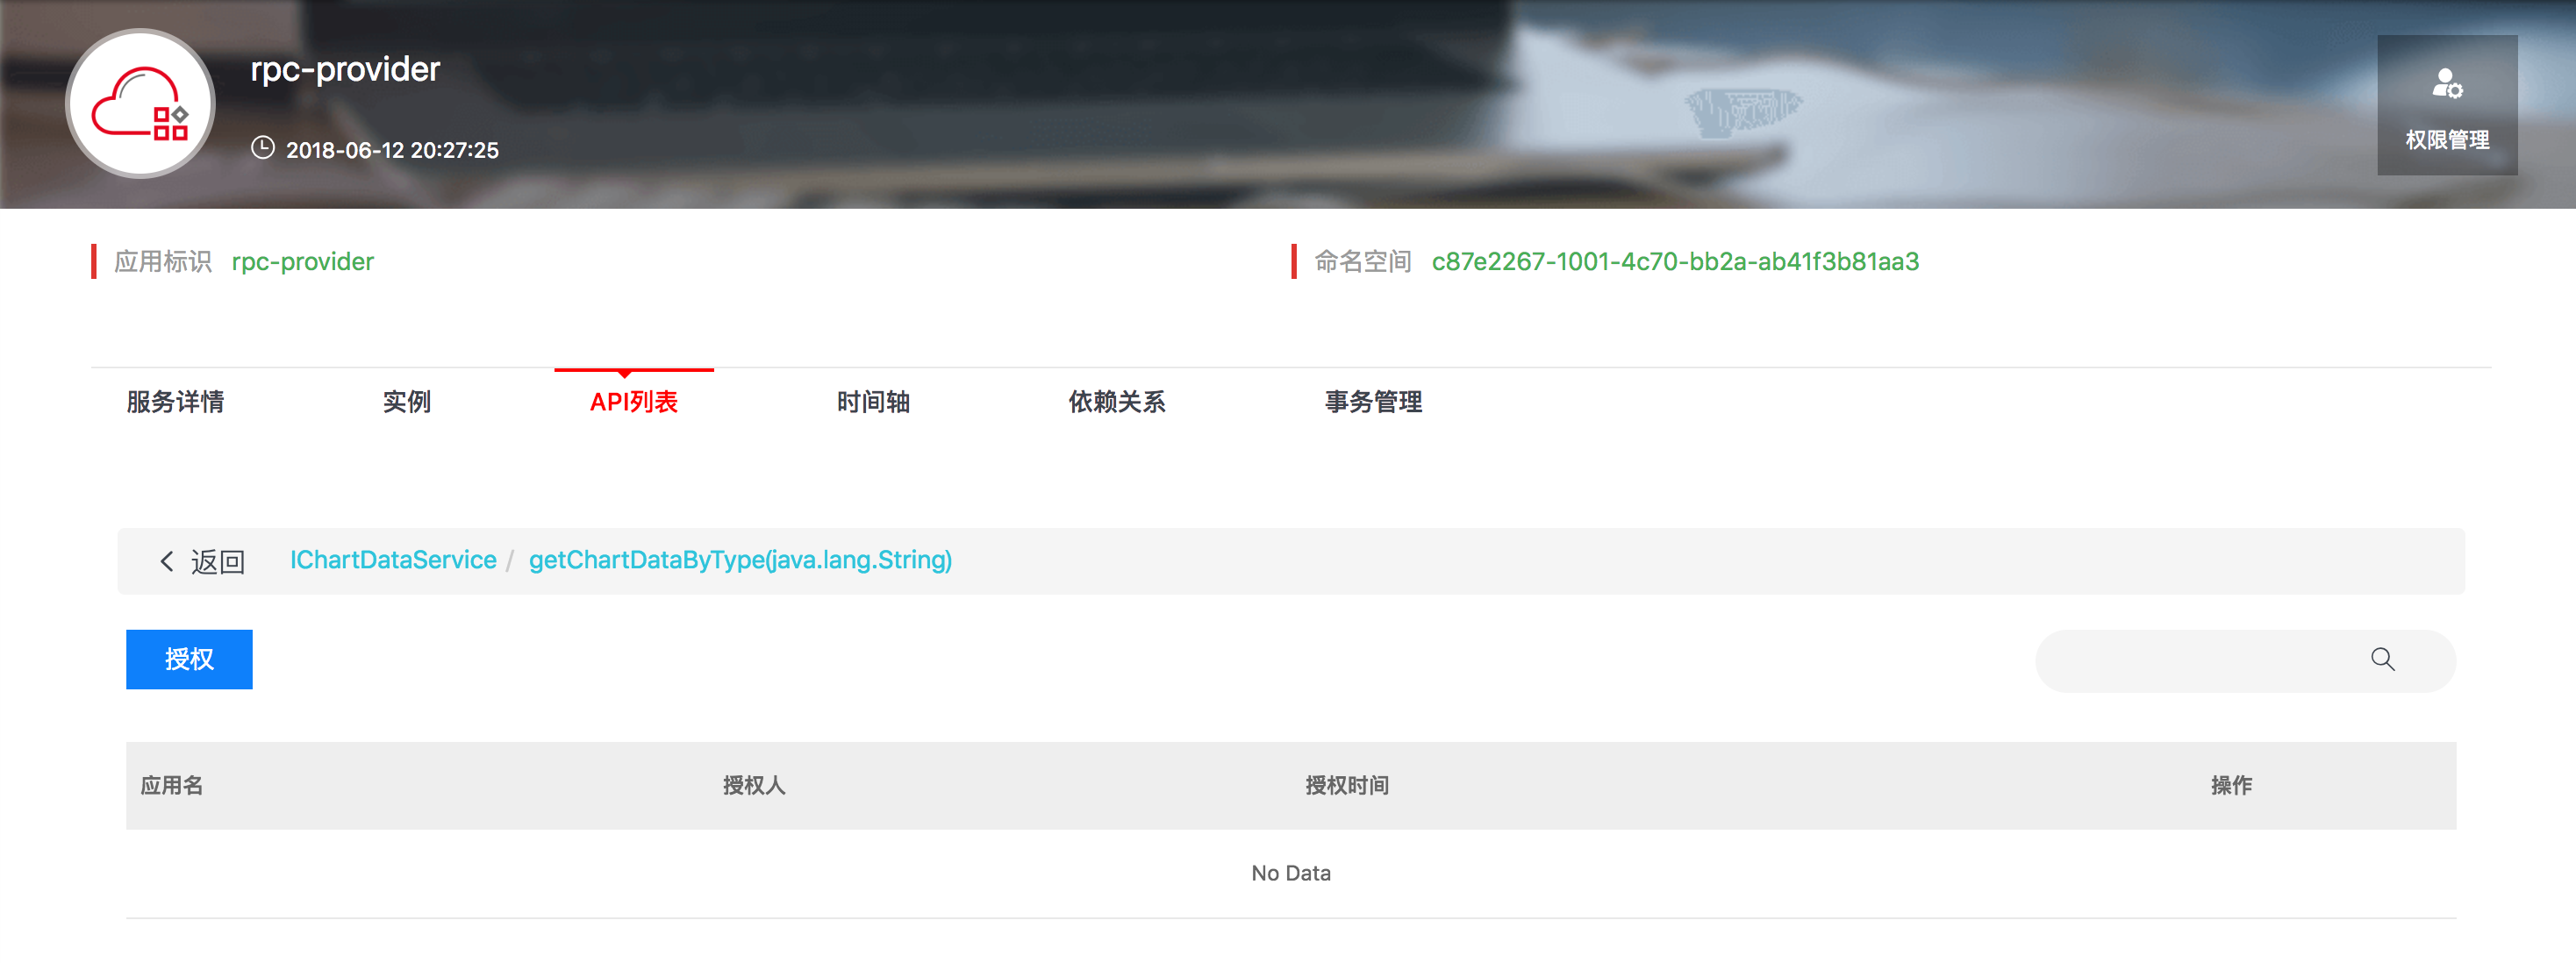 rpc-provider
2018-06-12 20:27:25
权限管理
应用标识 rpc-provider
命名空间 c87e2267-1001-4c70-bb2a-ab41f3b81aa3
服务详情 实例 API列表 时间轴 依赖关系 事务管理
返回 IChartDataService / getChartDataByType(java.lang.String)
授权
应用名 授权人 授权时间 操作
No Data